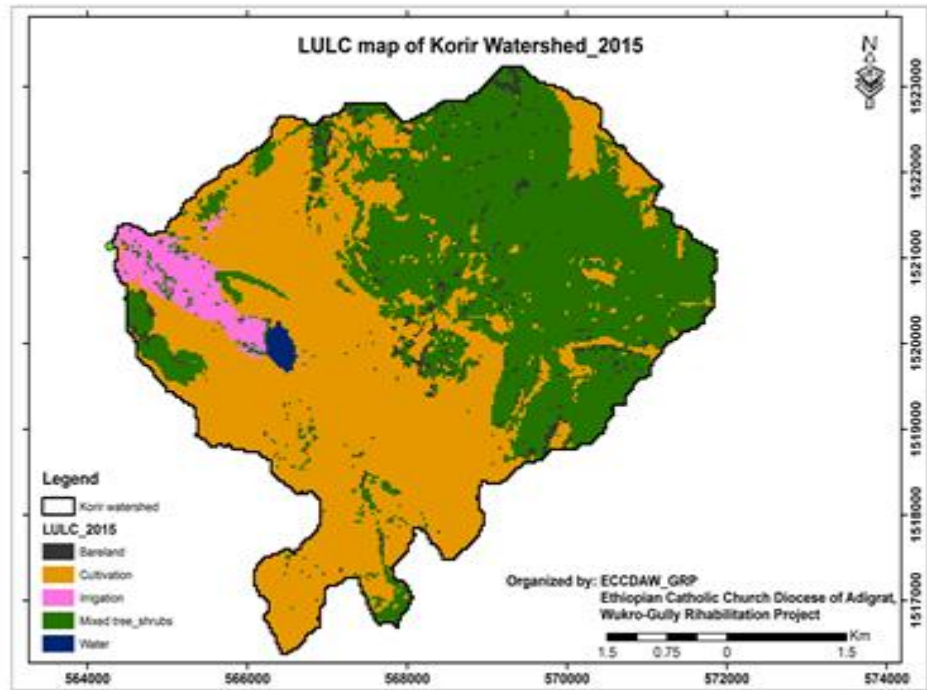 LULC map of Korir Watershed_2015
N
1523000
1522000
1521000
1520000
1519000
1518000
1517000
Legend
Korir watershed
LULC_2015
Bareland
Cultivation
Irrigation
Mixed tree_shrubs
Water
Organized by: ECCDAW_GRP
Ethiopian Catholic Church Diocese of Adigrat,
Wukro-Gully Rihabilitation Project
Km
1.5 0.75 0 1.5
564000 566000 568000 570000 572000 574000